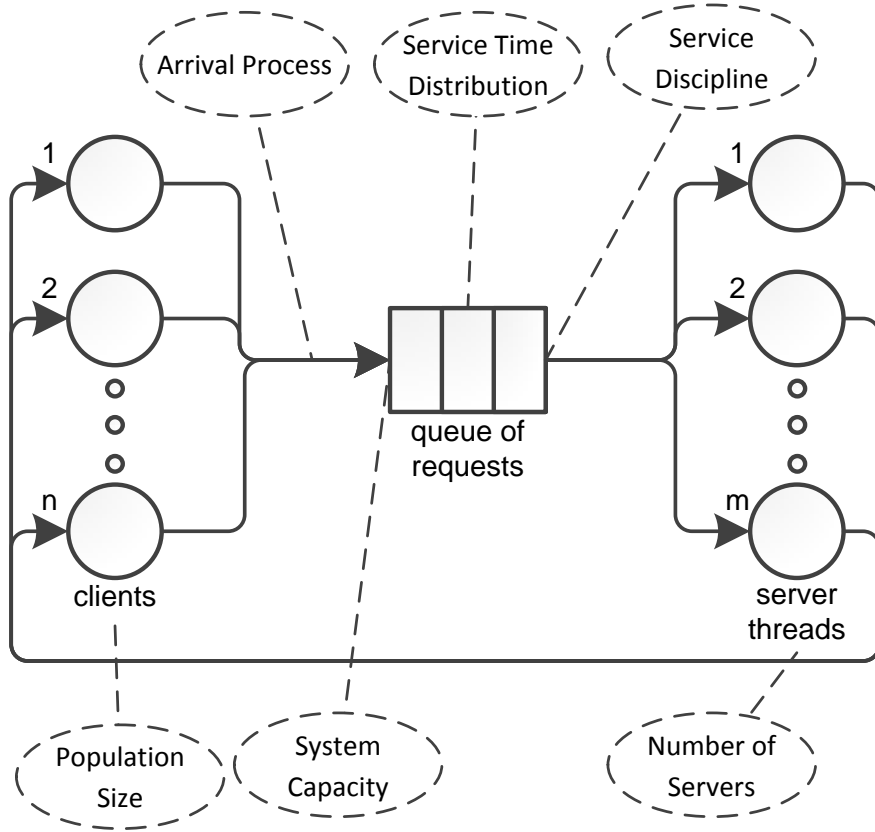 Arrival Process
Service Time
Distribution
Service
Discipline
1
1
2
2
queue of
requests
n
m
clients
server
threads
Population
Size
System
Capacity
Number of
Servers